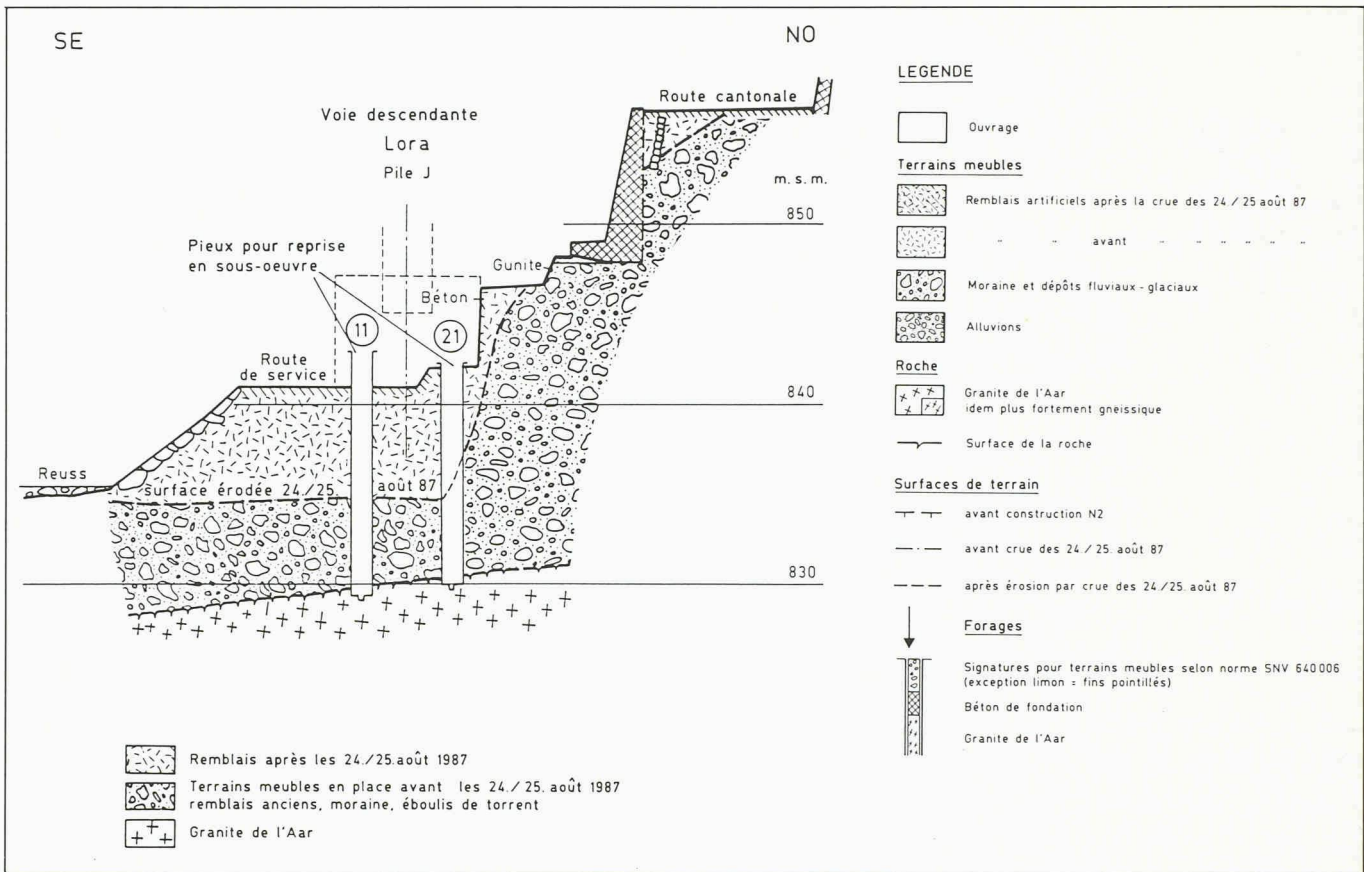 SE
NO
Voie descendante
Lora
Pile J
Route cantonale
m. s. m.
850
Pieux pour reprise
en sous-oeuvre
Gunite
Béton
11
21
Route
de service
840
Reuss
surface érodée 24./25. août 87
830
Remblais après les 24./25.août 1987
Terrains meubles en place avant les 24./25. août 1987
remblais anciens, moraine, éboulis de torrent
Granite de l'Aar
LEGENDE
Ouvrage
Terrains meubles
Remblais artificiels après la crue des 24./25 août 87
" " avant " " " " "
Moraine et dépôts fluviaux - glaciaux
Alluvions
Roche
Granite de l'Aar
idem plus fortement gneissique
Surface de la roche
Surfaces de terrain
avant construction N2
avant crue des 24./25. août 87
après érosion par crue des 24./25. août 87
Forages
Signatures pour terrains meubles selon norme SNV 640006
(exception limon = fins pointillés)
Béton de fondation
Granite de l'Aar